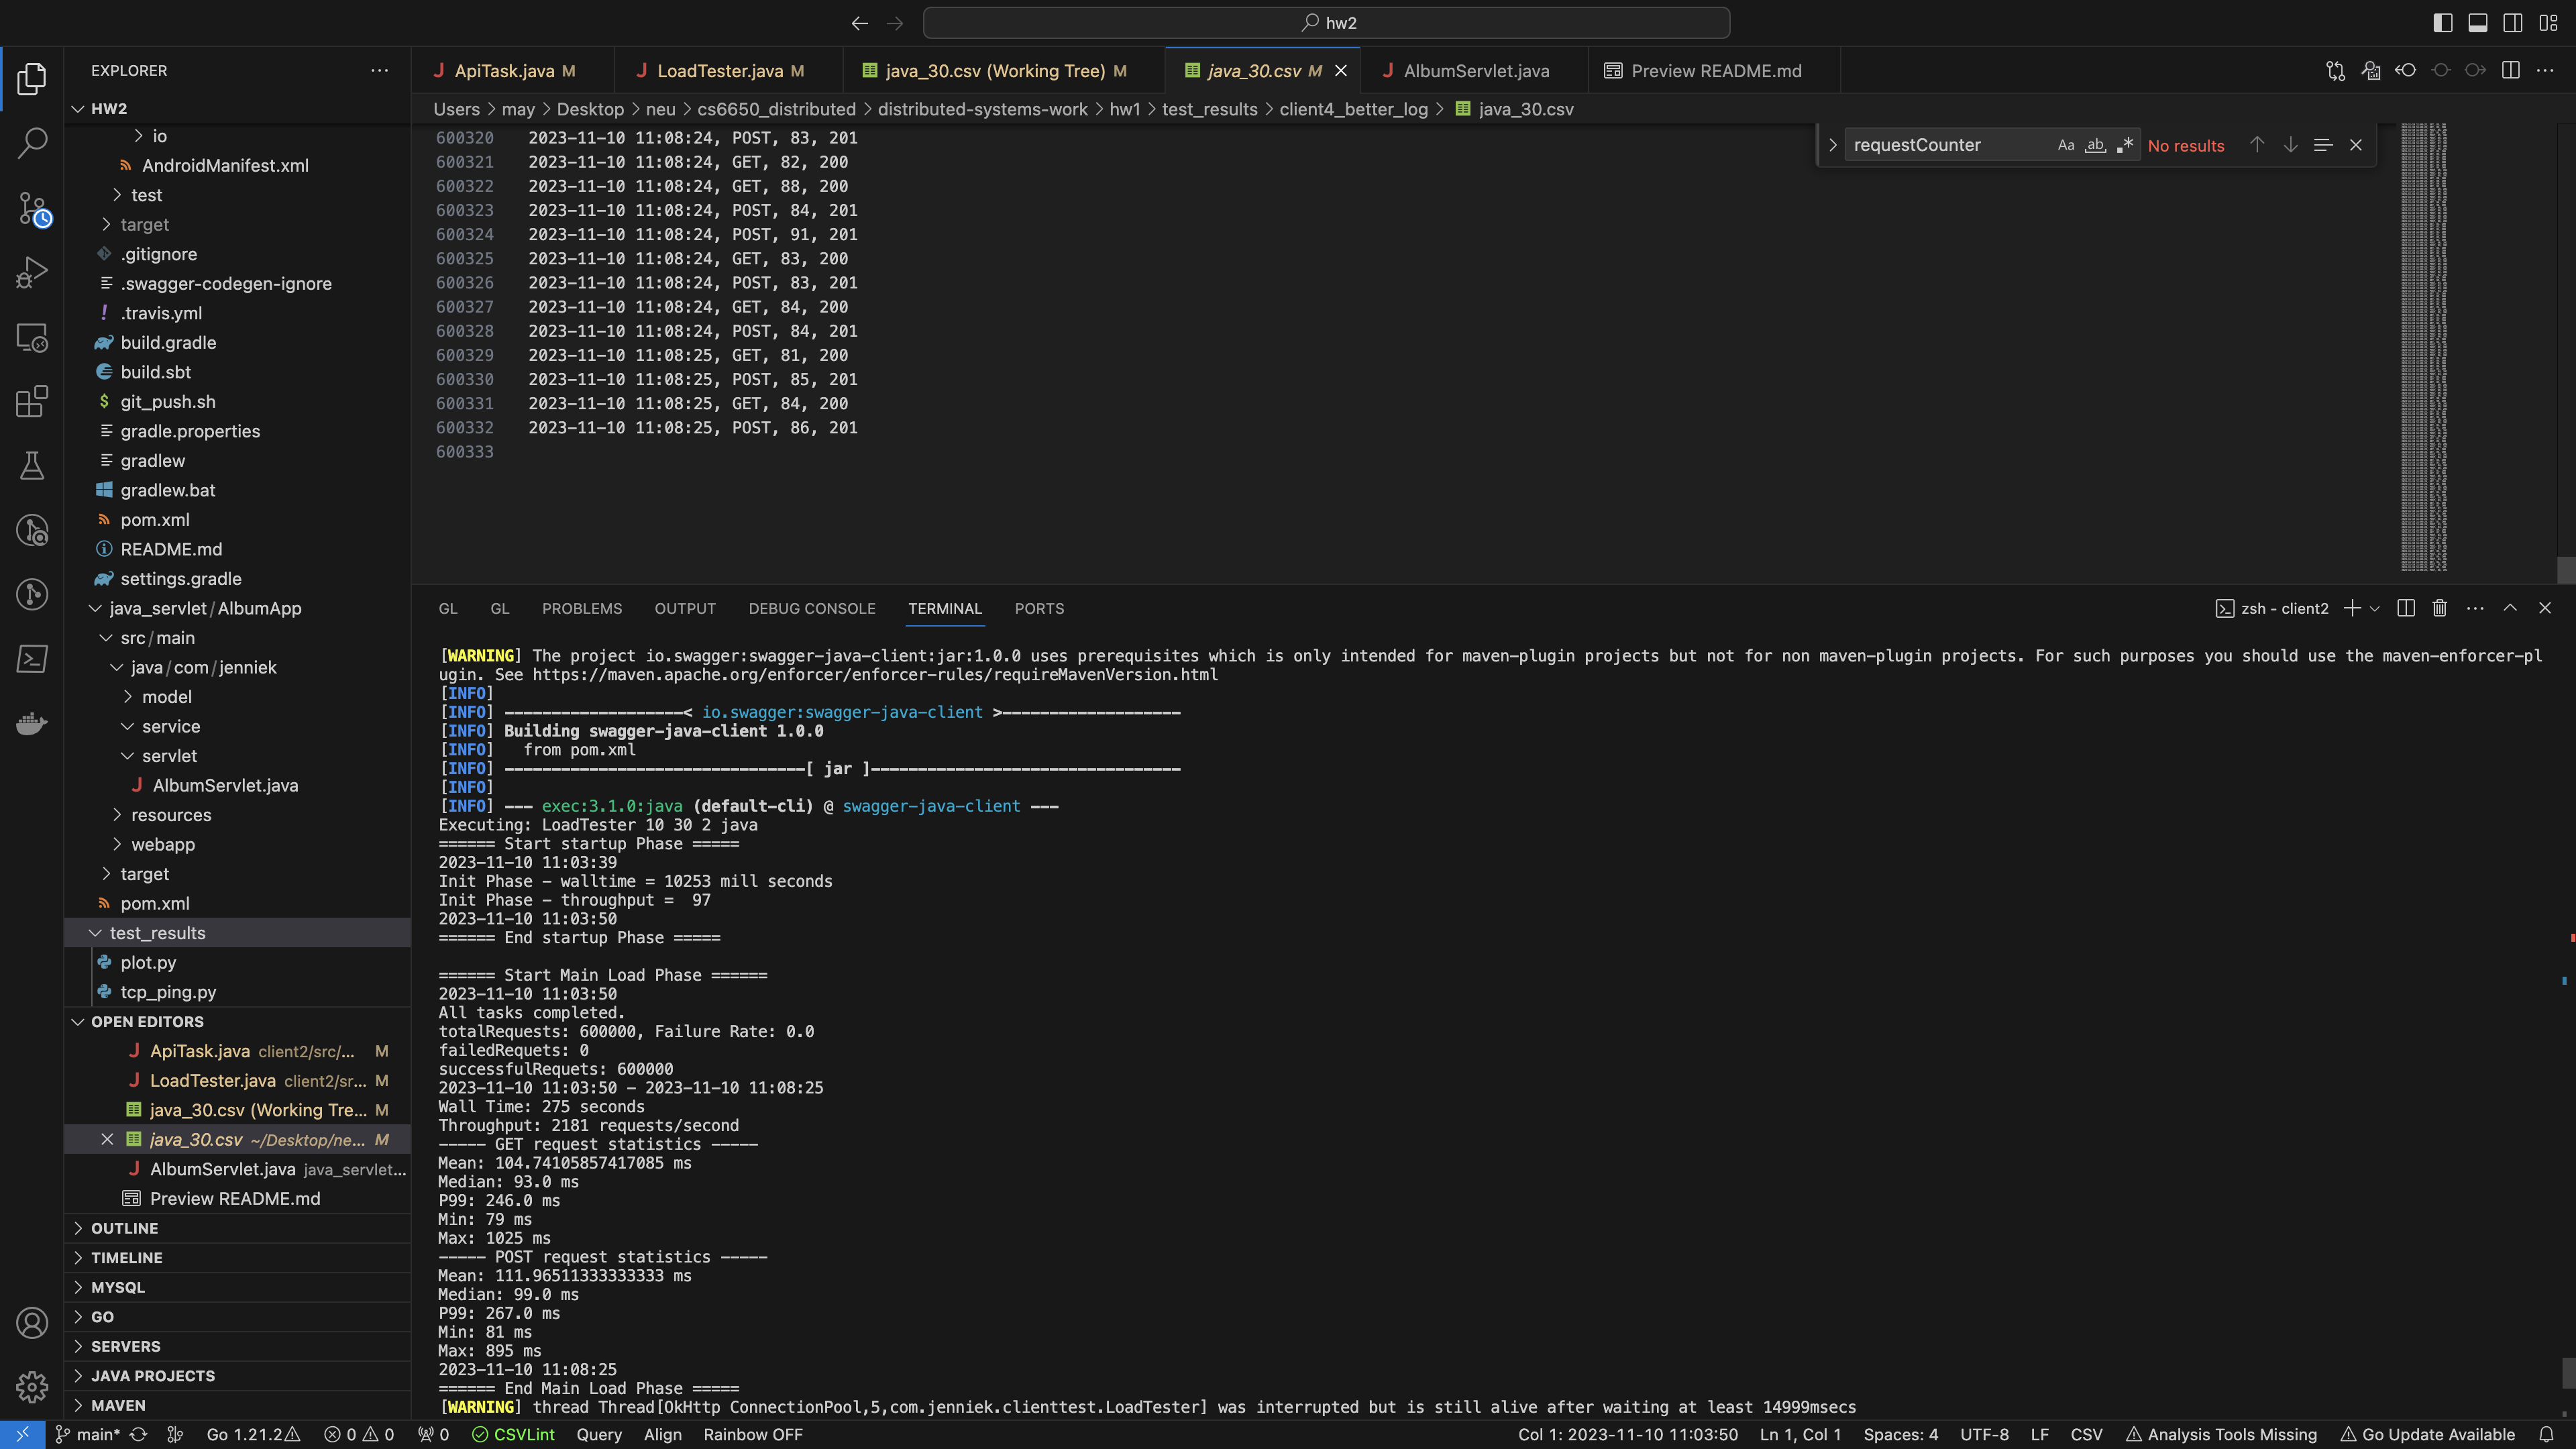 hw2
EXPLORER
HW2
io
AndroidManifest.xml
test
target
.gitignore
.swagger-codegen-ignore
.travis.yml
build.gradle
build.sbt
git_push.sh
gradle.properties
gradlew
gradlew.bat
pom.xml
README.md
settings.gradle
java_servlet / AlbumApp
src / main
java / com / jenniek
model
service
servlet
AlbumServlet.java
resources
webapp
target
pom.xml
test_results
plot.py
tcp_ping.py
OPEN EDITORS
ApiTask.java client2/src/... M
LoadTester.java client2/sr... M
java_30.csv (Working Tre... M
java_30.csv ~/Desktop/ne... M
AlbumServlet.java java_servlet...
Preview README.md
OUTLINE
TIMELINE
MYSQL
GO
SERVERS
JAVA PROJECTS
MAVEN
ApiTask.java M LoadTester.java M java_30.csv (Working Tree) M java_30.csv M AlbumServlet.java Preview README.md
Users > may > Desktop > neu > cs6650_distributed > distributed-systems-work > hw1 > test_results > client4_better_log > java_30.csv
requestCounter Aa ab .* No results
600320 2023-11-10 11:08:24, POST, 83, 201
600321 2023-11-10 11:08:24, GET, 82, 200
600322 2023-11-10 11:08:24, GET, 88, 200
600323 2023-11-10 11:08:24, POST, 84, 201
600324 2023-11-10 11:08:24, POST, 91, 201
600325 2023-11-10 11:08:24, GET, 83, 200
600326 2023-11-10 11:08:24, POST, 83, 201
600327 2023-11-10 11:08:24, GET, 84, 200
600328 2023-11-10 11:08:24, POST, 84, 201
600329 2023-11-10 11:08:25, GET, 81, 200
600330 2023-11-10 11:08:25, POST, 85, 201
600331 2023-11-10 11:08:25, GET, 84, 200
600332 2023-11-10 11:08:25, POST, 86, 201
600333
GL GL PROBLEMS OUTPUT DEBUG CONSOLE TERMINAL PORTS
zsh - client2
[WARNING] The project io.swagger:swagger-java-client:jar:1.0.0 uses prerequisites which is only intended for maven-plugin projects but not for non maven-plugin projects. For such purposes you should use the maven-enforcer-pl
ugin. See https://maven.apache.org/enforcer/enforcer-rules/requireMavenVersion.html
[INFO]
[INFO] -------------------< io.swagger:swagger-java-client >-------------------
[INFO] Building swagger-java-client 1.0.0
[INFO]   from pom.xml
[INFO] --------------------------------[ jar ]---------------------------------
[INFO]
[INFO] --- exec:3.1.0:java (default-cli) @ swagger-java-client ---
Executing: LoadTester 10 30 2 java
====== Start startup Phase =====
2023-11-10 11:03:39
Init Phase - walltime = 10253 mill seconds
Init Phase - throughput =  97
2023-11-10 11:03:50
====== End startup Phase =====
====== Start Main Load Phase ======
2023-11-10 11:03:50
All tasks completed.
totalRequests: 600000, Failure Rate: 0.0
failedRequets: 0
successfulRequets: 600000
2023-11-10 11:03:50 - 2023-11-10 11:08:25
Wall Time: 275 seconds
Throughput: 2181 requests/second
----- GET request statistics -----
Mean: 104.74105857417085 ms
Median: 93.0 ms
P99: 246.0 ms
Min: 79 ms
Max: 1025 ms
----- POST request statistics -----
Mean: 111.96511333333333 ms
Median: 99.0 ms
P99: 267.0 ms
Min: 81 ms
Max: 895 ms
2023-11-10 11:08:25
====== End Main Load Phase =====
[WARNING] thread Thread[OkHttp ConnectionPool,5,com.jenniek.clienttest.LoadTester] was interrupted but is still alive after waiting at least 14999msecs
main* Go 1.21.2 0 0 0 CSVLint Query Align Rainbow OFF Col 1: 2023-11-10 11:03:50 Ln 1, Col 1 Spaces: 4 UTF-8 LF CSV Analysis Tools Missing Go Update Available